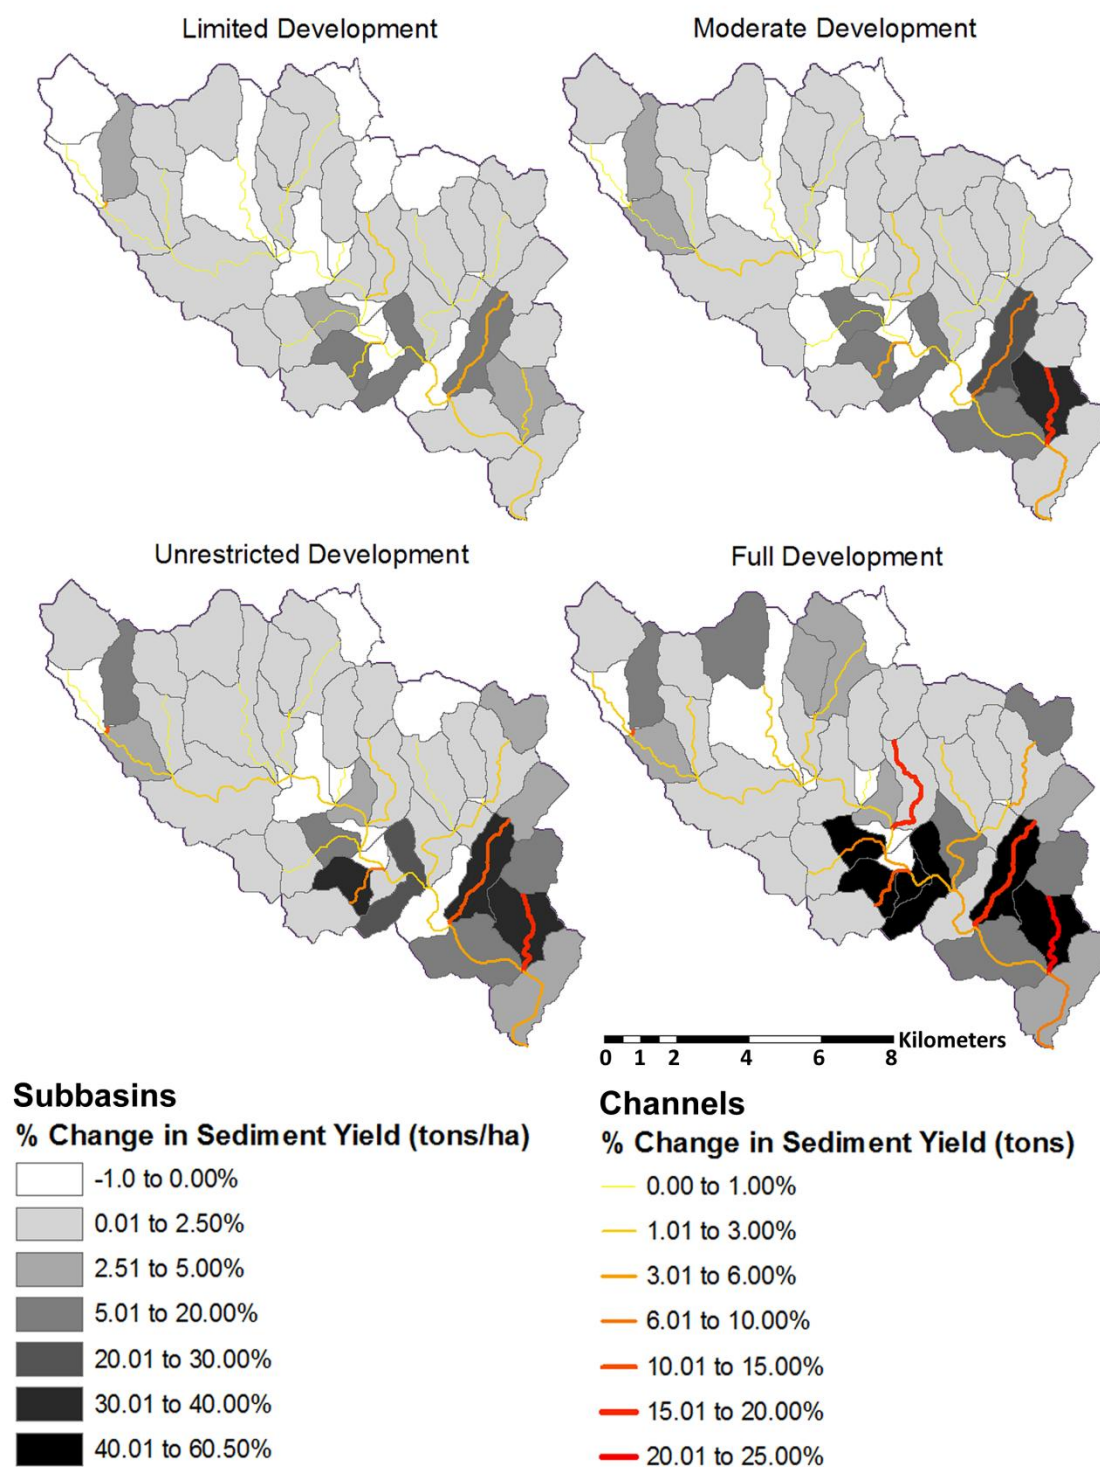 Limited Development
Moderate Development
Unrestricted Development
Full Development
Kilometers
0 1 2 4 6 8
Subbasins
% Change in Sediment Yield (tons/ha)
-1.0 to 0.00%
0.01 to 2.50%
2.51 to 5.00%
5.01 to 20.00%
20.01 to 30.00%
30.01 to 40.00%
40.01 to 60.50%
Channels
% Change in Sediment Yield (tons)
0.00 to 1.00%
1.01 to 3.00%
3.01 to 6.00%
6.01 to 10.00%
10.01 to 15.00%
15.01 to 20.00%
20.01 to 25.00%